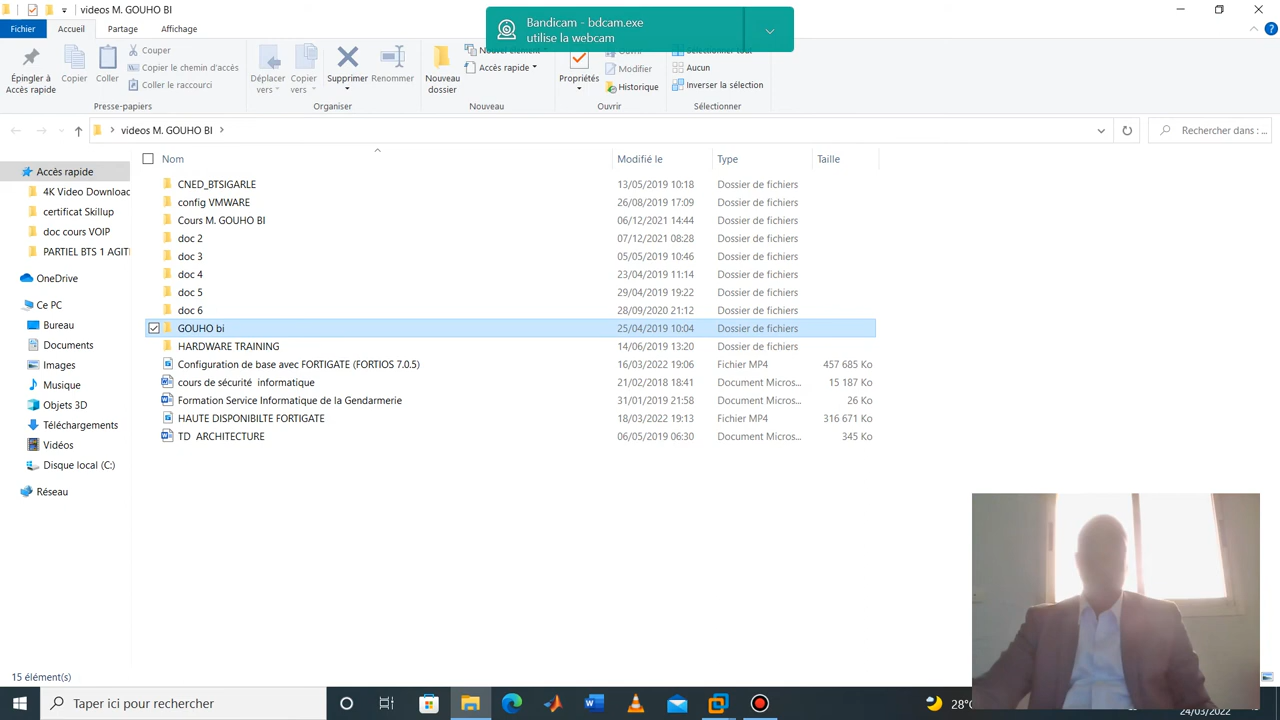 videos M. GOUHO BI
Bandicam - bdcam.exe
utilise la webcam
Fichier
Accueil
Partage
Affichage
Épingler à
Accès rapide
Copier
Coller
Couper
Copier le chemin d'accès
Coller le raccourci
Presse-papiers
Déplacer
vers
Copier
vers
Supprimer
Renommer
Organiser
Nouveau
dossier
Accès rapide
Nouveau
Propriétés
Modifier
Historique
Ouvrir
Aucun
Inverser la sélection
Sélectionner
videos M. GOUHO BI
Rechercher dans : ...
Nom Modifié le Type Taille
Accès rapide
4K Video Downloac
certificat Skillup
doc cours VOIP
PARTIEL BTS 1 AGIT
OneDrive
Ce PC
Bureau
Documents
Images
Musique
Objets 3D
Téléchargements
Vidéos
Disque local (C:)
Réseau
CNED_BTSIGARLE 13/05/2019 10:18 Dossier de fichiers
config VMWARE 26/08/2019 17:09 Dossier de fichiers
Cours M. GOUHO BI 06/12/2021 14:44 Dossier de fichiers
doc 2 07/12/2021 08:28 Dossier de fichiers
doc 3 05/05/2019 10:46 Dossier de fichiers
doc 4 23/04/2019 11:14 Dossier de fichiers
doc 5 29/04/2019 19:22 Dossier de fichiers
doc 6 28/09/2020 21:12 Dossier de fichiers
GOUHO bi 25/04/2019 10:04 Dossier de fichiers
HARDWARE TRAINING 14/06/2019 13:20 Dossier de fichiers
Configuration de base avec FORTIGATE (FORTIOS 7.0.5) 16/03/2022 19:06 Fichier MP4 457 685 Ko
cours de sécurité informatique 21/02/2018 18:41 Document Micros... 15 187 Ko
Formation Service Informatique de la Gendarmerie 31/01/2019 21:58 Document Micros... 26 Ko
HAUTE DISPONIBILTE FORTIGATE 18/03/2022 19:13 Fichier MP4 316 671 Ko
TD ARCHITECTURE 06/05/2019 06:30 Document Micros... 345 Ko
15 élément(s)
Taper ici pour rechercher
28°
24/03/2022